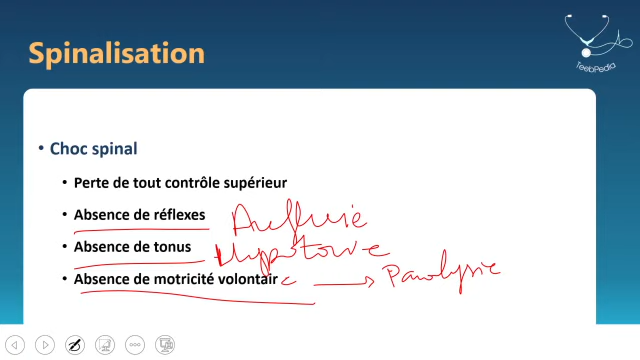 Spinalisation
TeebPedia
• Choc spinal
• Perte de tout contrôle supérieur
• Absence de réflexes Aréflexie
• Absence de tonus Hypotonie
• Absence de motricité volontaire → Paralysie